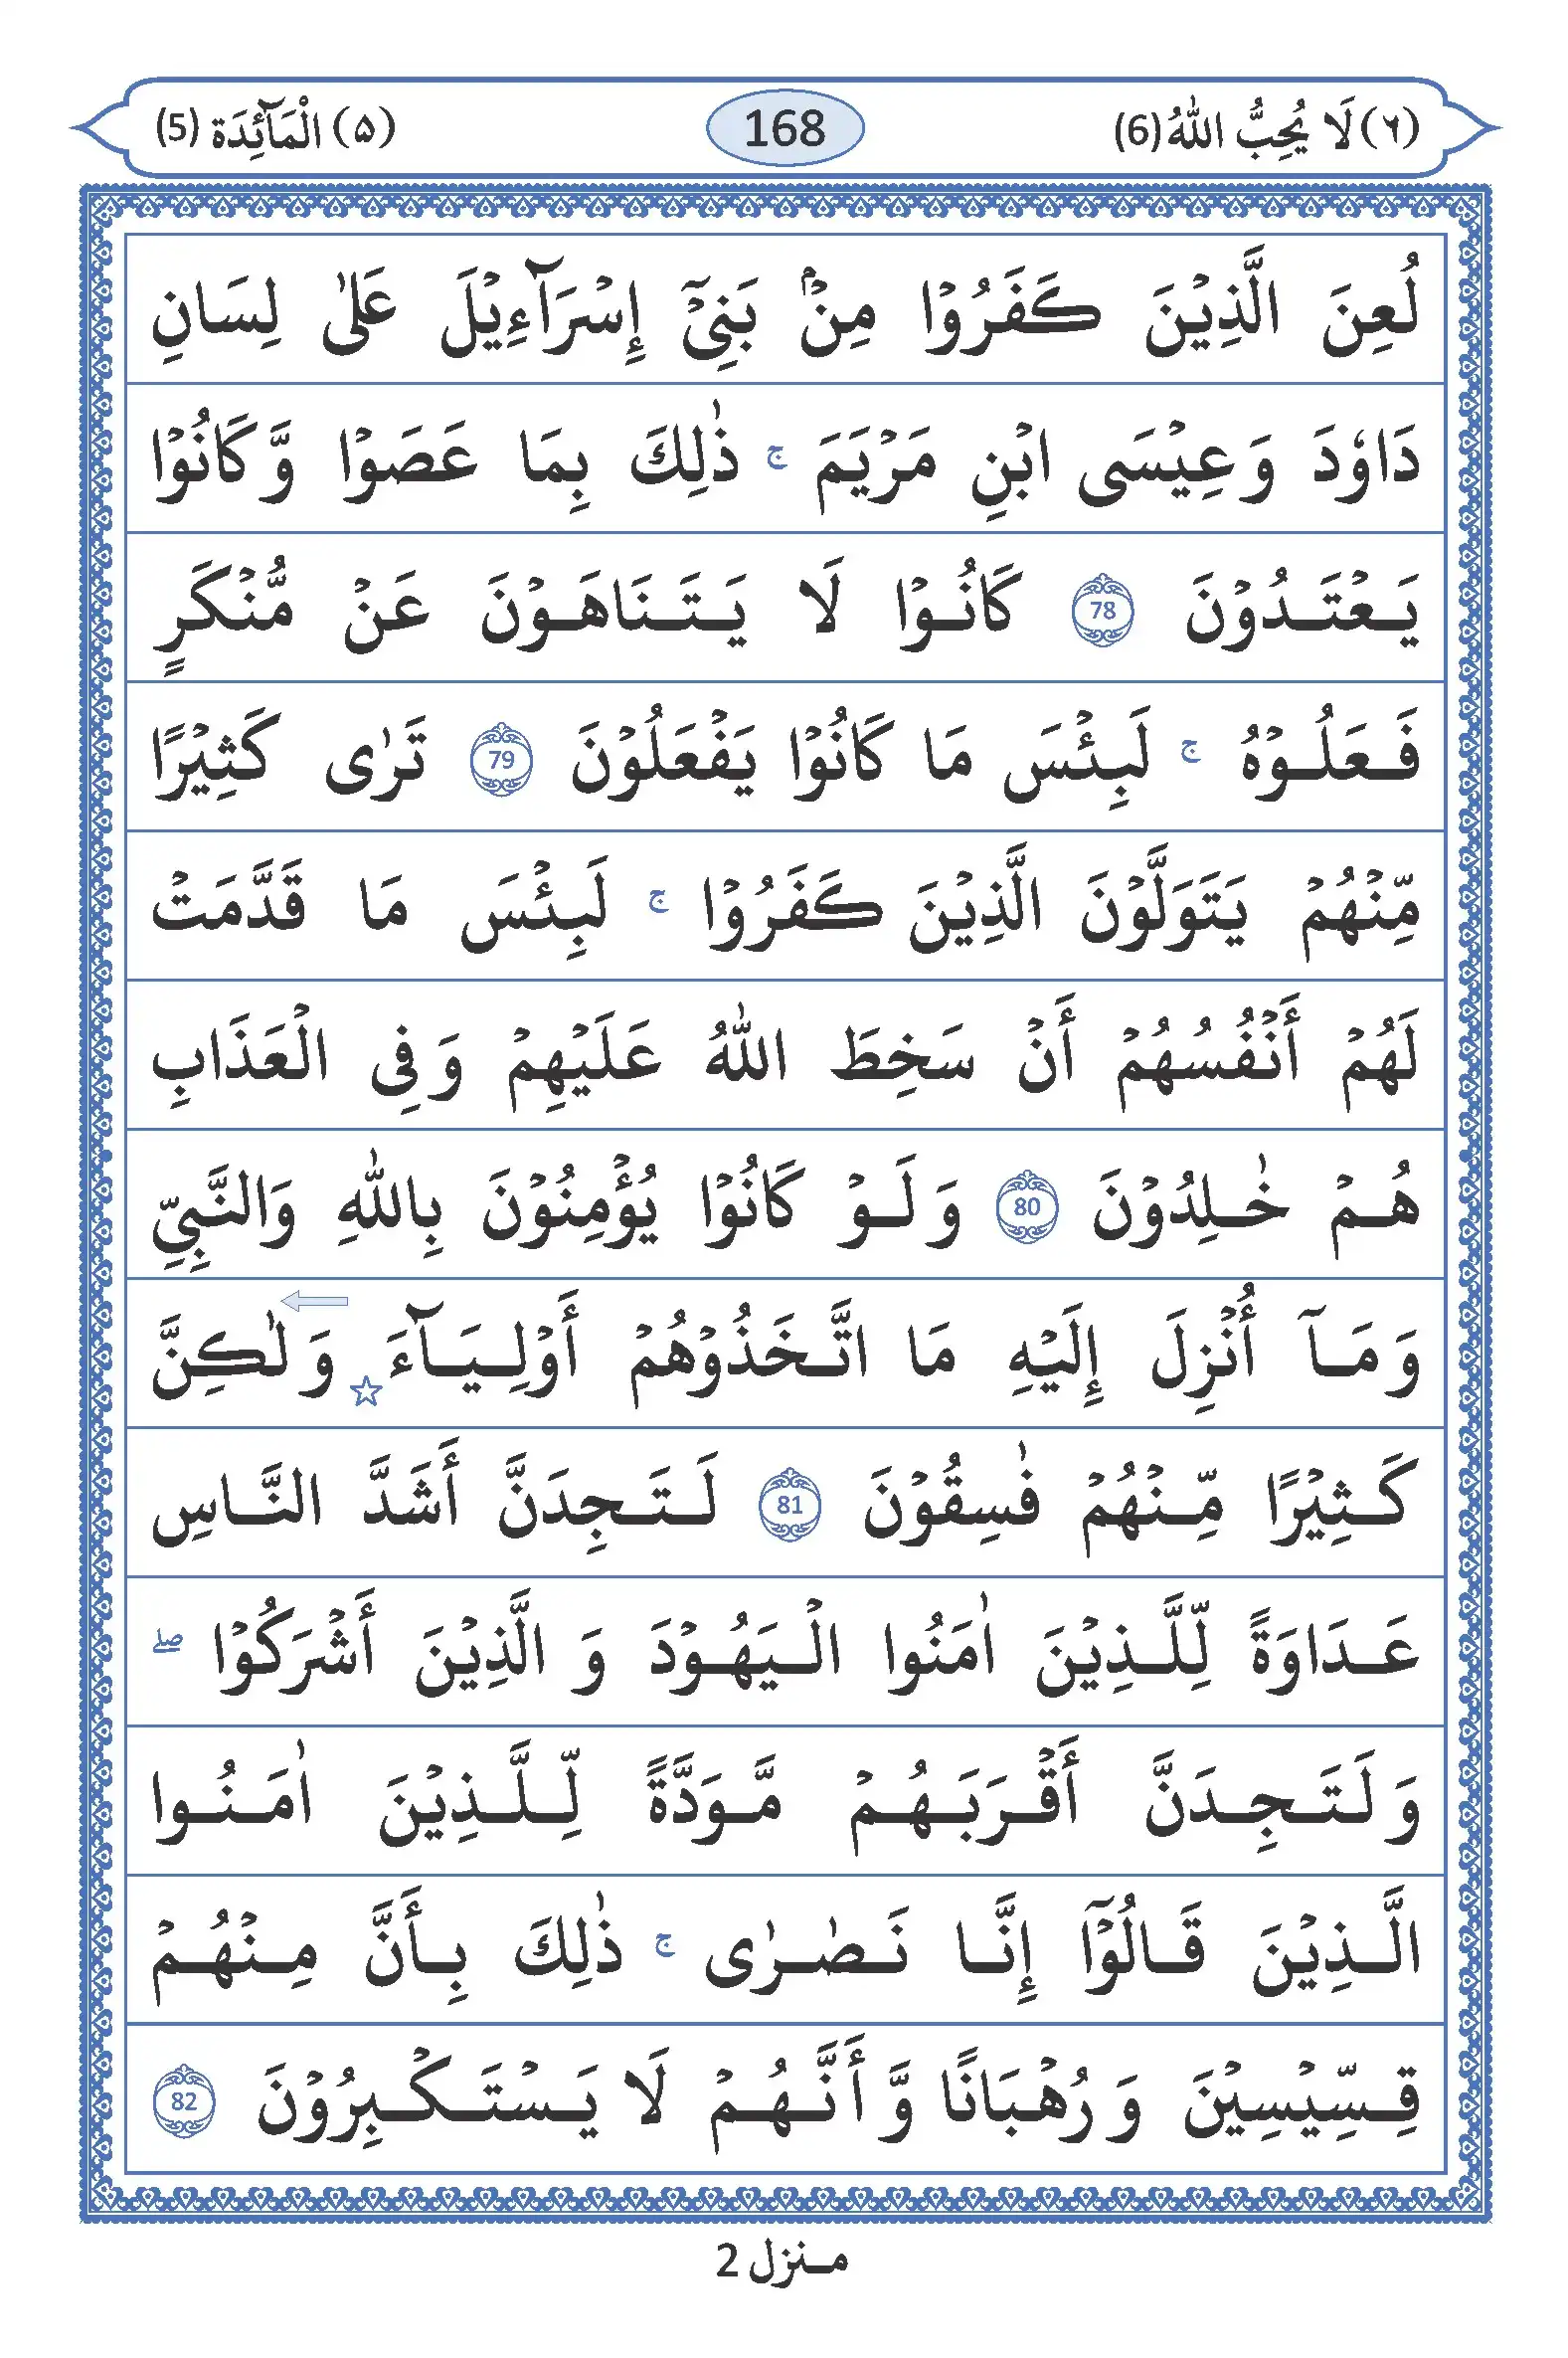 (٦) لَا يُحِبُّ اللّٰهُ (6) 168 (۵) الْمَآئِدَة (5)
لُعِنَ الَّذِيْنَ كَفَرُوْا مِنْۢ بَنِيْۤ إِسْرَآءِيْلَ عَلٰى لِسَانِ
دَاوٗدَ وَعِيْسَى ابْنِ مَرْيَمَ ۚ ذٰلِكَ بِمَا عَصَوْا وَّكَانُوْا
يَعْتَدُوْنَ 78 كَانُوْا لَا يَتَنَاهَوْنَ عَنْ مُّنْكَرٍ
فَعَلُوْهُ ۚ لَبِئْسَ مَا كَانُوْا يَفْعَلُوْنَ 79 تَرٰى كَثِيْرًا
مِّنْهُمْ يَتَوَلَّوْنَ الَّذِيْنَ كَفَرُوْا ۚ لَبِئْسَ مَا قَدَّمَتْ
لَهُمْ أَنْفُسُهُمْ أَنْ سَخِطَ اللّٰهُ عَلَيْهِمْ وَفِى الْعَذَابِ
هُمْ خٰلِدُوْنَ 80 وَلَوْ كَانُوْا يُؤْمِنُوْنَ بِاللّٰهِ وَالنَّبِيِّ
وَمَآ أُنْزِلَ إِلَيْهِ مَا اتَّخَذُوْهُمْ أَوْلِيَآءَ ☆ وَلٰكِنَّ
كَثِيْرًا مِّنْهُمْ فٰسِقُوْنَ 81 لَتَجِدَنَّ أَشَدَّ النَّاسِ
عَدَاوَةً لِّلَّذِيْنَ اٰمَنُوا الْيَهُوْدَ وَالَّذِيْنَ أَشْرَكُوْا ۖ
وَلَتَجِدَنَّ أَقْرَبَهُمْ مَّوَدَّةً لِّلَّذِيْنَ اٰمَنُوا
الَّذِيْنَ قَالُوْۤا إِنَّا نَصٰرٰى ۚ ذٰلِكَ بِأَنَّ مِنْهُمْ
قِسِّيْسِيْنَ وَرُهْبَانًا وَّأَنَّهُمْ لَا يَسْتَكْبِرُوْنَ 82
منزل 2